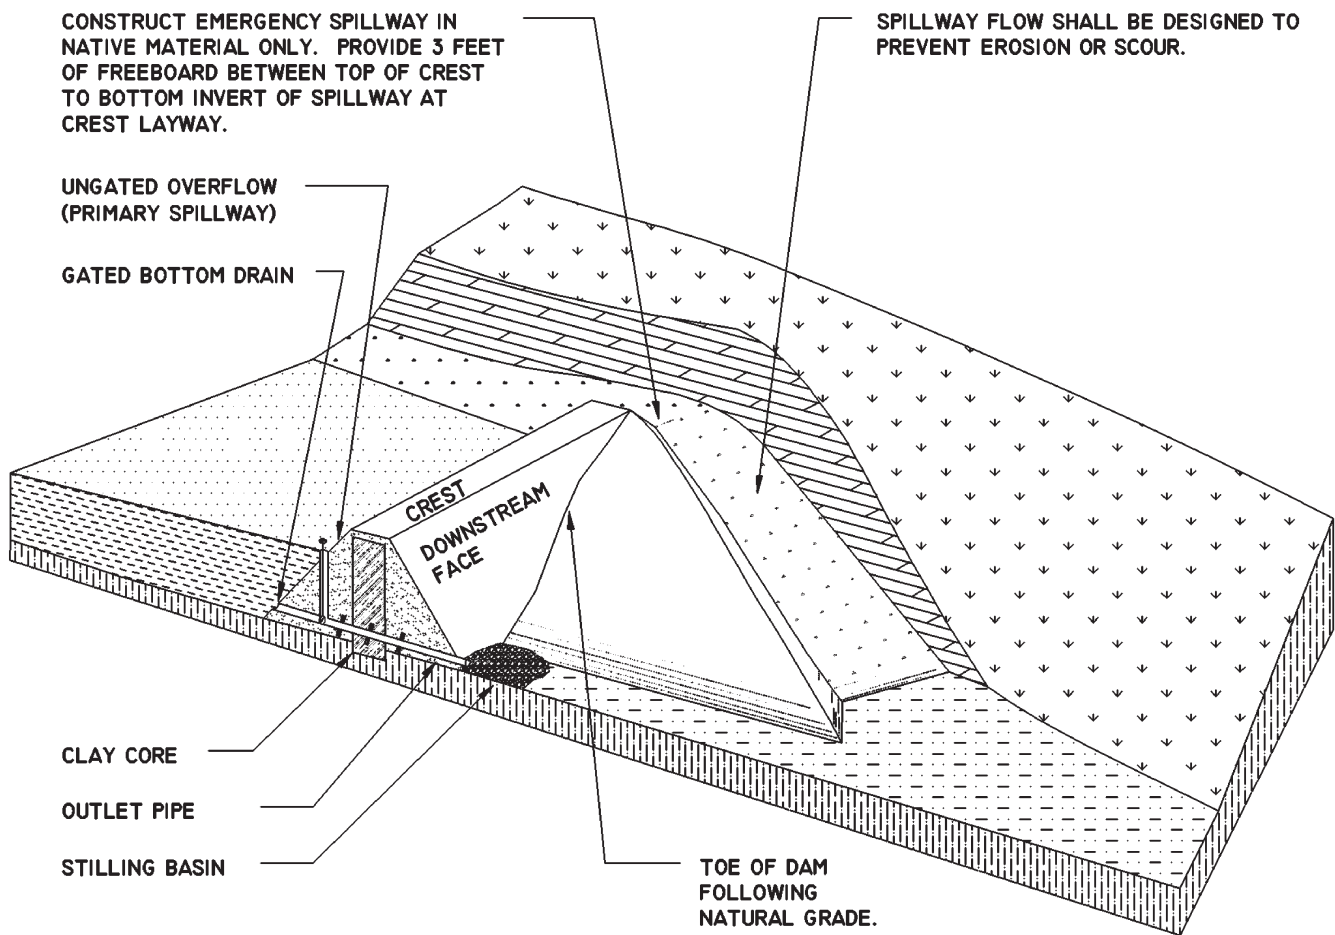 CONSTRUCT EMERGENCY SPILLWAY IN
NATIVE MATERIAL ONLY. PROVIDE 3 FEET
OF FREEBOARD BETWEEN TOP OF CREST
TO BOTTOM INVERT OF SPILLWAY AT
CREST LAYWAY.
SPILLWAY FLOW SHALL BE DESIGNED TO
PREVENT EROSION OR SCOUR.
UNGATED OVERFLOW
(PRIMARY SPILLWAY)
GATED BOTTOM DRAIN
CREST
DOWNSTREAM
FACE
CLAY CORE
OUTLET PIPE
STILLING BASIN
TOE OF DAM
FOLLOWING
NATURAL GRADE.